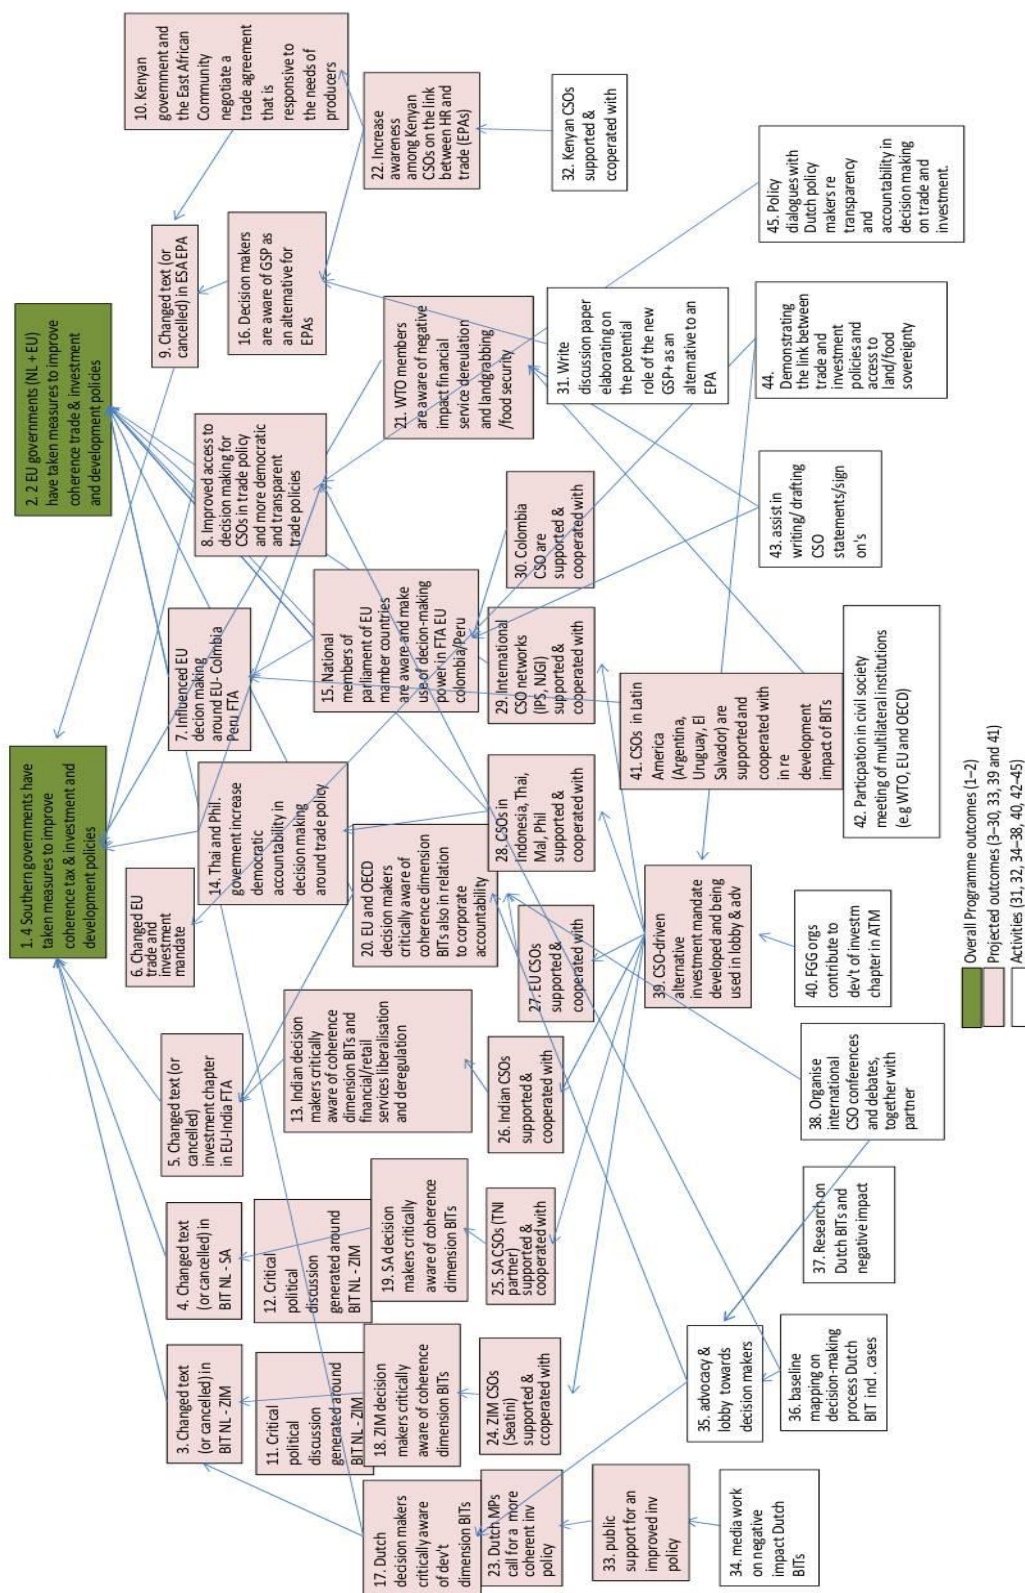 1. 4 Southern governments have
taken measures to improve
coherence tax & investment and
development policies
2. 2 EU governments (NL + EU)
have taken measures to improve
coherence trade & investment
and development policies
3. Changed text
(or cancelled) in
BIT NL - ZIM
4. Changed text
(or cancelled) in
BIT NL - SA
5. Changed text (or
cancelled)
investment chapter
in EU-India FTA
6. Changed EU
trade and
investment
mandate
7. Influenced EU
decion making
around EU- Colmbia
Peru FTA
8. Improved access to
decision making for
CSOs in trade policy
and more democratic
and transparent
trade policies
9. Changed text (or
cancelled) in ESA EPA
10. Kenyan
government and
the East African
Community
negotiate a
trade agreement
that is
responsive to
the needs of
producers
11. Critical
political
discussion
generated around
BIT NL - ZIM
12. Critical
political
discussion
generated around
BIT NL - ZIM
13. Indian decision
makers critically
aware of coherence
dimension BITs and
financial/retail
services liberalisation
and deregulation
14. Thai and Phil.
goverment increase
democratic
accountability in
decision making
around trade policy
15. National
members of
parliament of EU
mamber countries
are aware and make
use of decion-making
power in FTA EU
colombia/Peru
16. Decision makers
are aware of GSP as
an alternative for
EPAs
17. Dutch
decision makers
critically aware
of dev't
dimension BITs
18. ZIM decision
makers critically
aware of coherence
dimension BITs
19. SA decision
makers critically
aware of coherence
dimension BITs
20. EU and OECD
decision makers
critically aware of
coherence dimension
BITs also in relation
to corporate
accountability
21. WTO members
are aware of negative
impact financial
service dereulation
and landgrabbing
/food security
22. Increase
awareness
among Kenyan
CSOs on the link
between HR and
trade (EPAs)
23. Dutch MPs
call for a more
coherent inv
policy
24. ZIM CSOs
(Seatini)
supported &
ccoperated with
25. SA CSOs (TNI
partner)
supported &
cooperated with
26. Indian CSOs
supported &
cooperated with
27. EU CSOs
supported &
cooperated with
28. CSOs in
Indonesia, Thai,
Mal, Phil
supported &
cooperated with
29. International
CSO networks
(IPS, NJGI)
supported &
cooperated with
30. Colombia
CSO are
supported &
cooperated with
31. Write
discussion paper
elaborating on
the potential
role of the new
GSP+ as an
alternative to an
EPA
32. Kenyan CSOs
supported &
ccoperated with
33. public
support for an
improved inv
policy
34. media work
on negative
impact Dutch
BITs
35. advocacy &
lobby towards
decision makers
36. baseline
mapping on
decision-making
process Dutch
BIT ind . cases
37. Research on
Dutch BITs and
negative impact
38. Organise
international
CSO conferences
and debates,
together with
partner
39. CSO-driven
alternative
investment mandate
developed and being
used in lobby & adv
40. FGG orgs
contribute to
dev't of investm
chapter in ATM
41. CSOs in Latin
America
(Argentina,
Uruguay, El
Salvador) are
supported and
cooperated with
in re
development
impact of BITs
42. Particpation in civil society
meeting of multilateral institutions
(e.g WTO, EU and OECD)
43. assist in
writing/ drafting
CSO
statements/sign
on's
44.
Demonstrating
the link between
trade and
investment
policies and
access to
land/food
sovereignty
45. Policy
dialogues with
Dutch policy
makers re
transparency
and
accountability in
decision making
on trade and
investment.
Overall Programme outcomes (1–2)
Projected outcomes (3–30, 33, 39 and 41)
Activities (31, 32, 34–38, 40, 42–45)